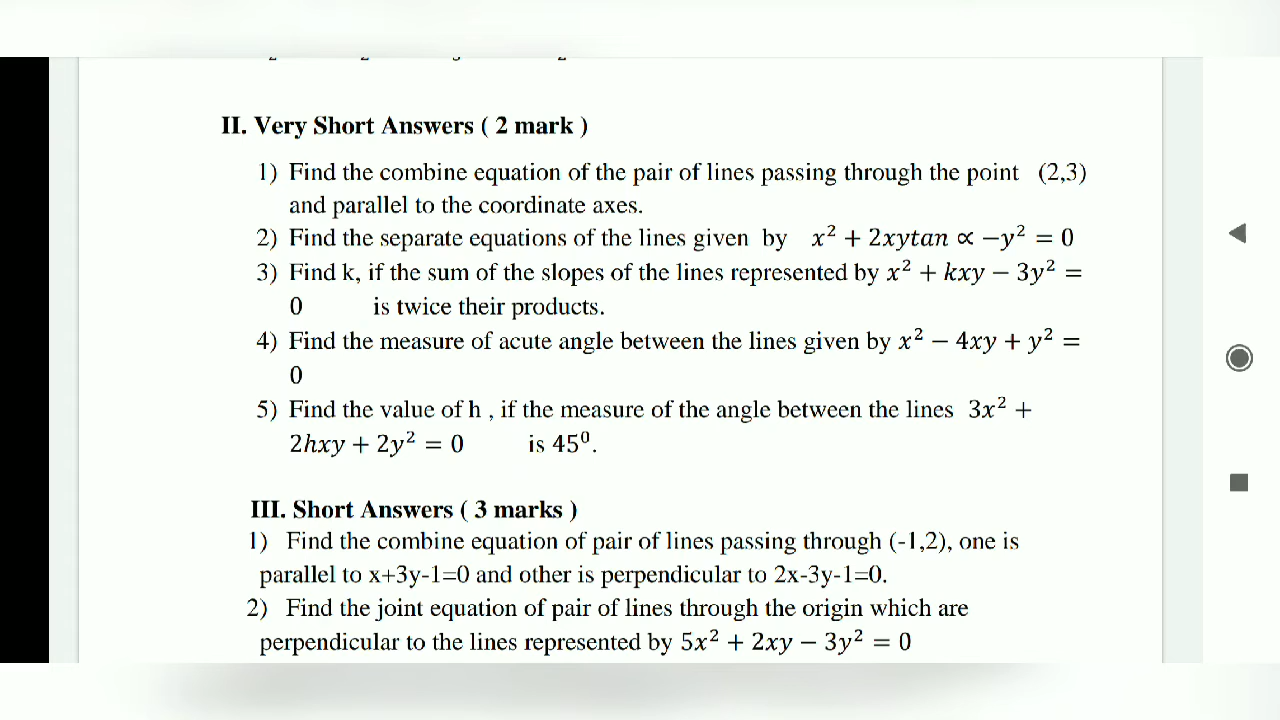 II. Very Short Answers ( 2 mark )
1) Find the combine equation of the pair of lines passing through the point (2,3)
and parallel to the coordinate axes.
2) Find the separate equations of the lines given by x² + 2xytan ∝ −y² = 0
3) Find k, if the sum of the slopes of the lines represented by x² + kxy − 3y² =
0 is twice their products.
4) Find the measure of acute angle between the lines given by x² − 4xy + y² =
0
5) Find the value of h , if the measure of the angle between the lines 3x² +
2hxy + 2y² = 0 is 45⁰.
III. Short Answers ( 3 marks )
1) Find the combine equation of pair of lines passing through (-1,2), one is
parallel to x+3y-1=0 and other is perpendicular to 2x-3y-1=0.
2) Find the joint equation of pair of lines through the origin which are
perpendicular to the lines represented by 5x² + 2xy − 3y² = 0